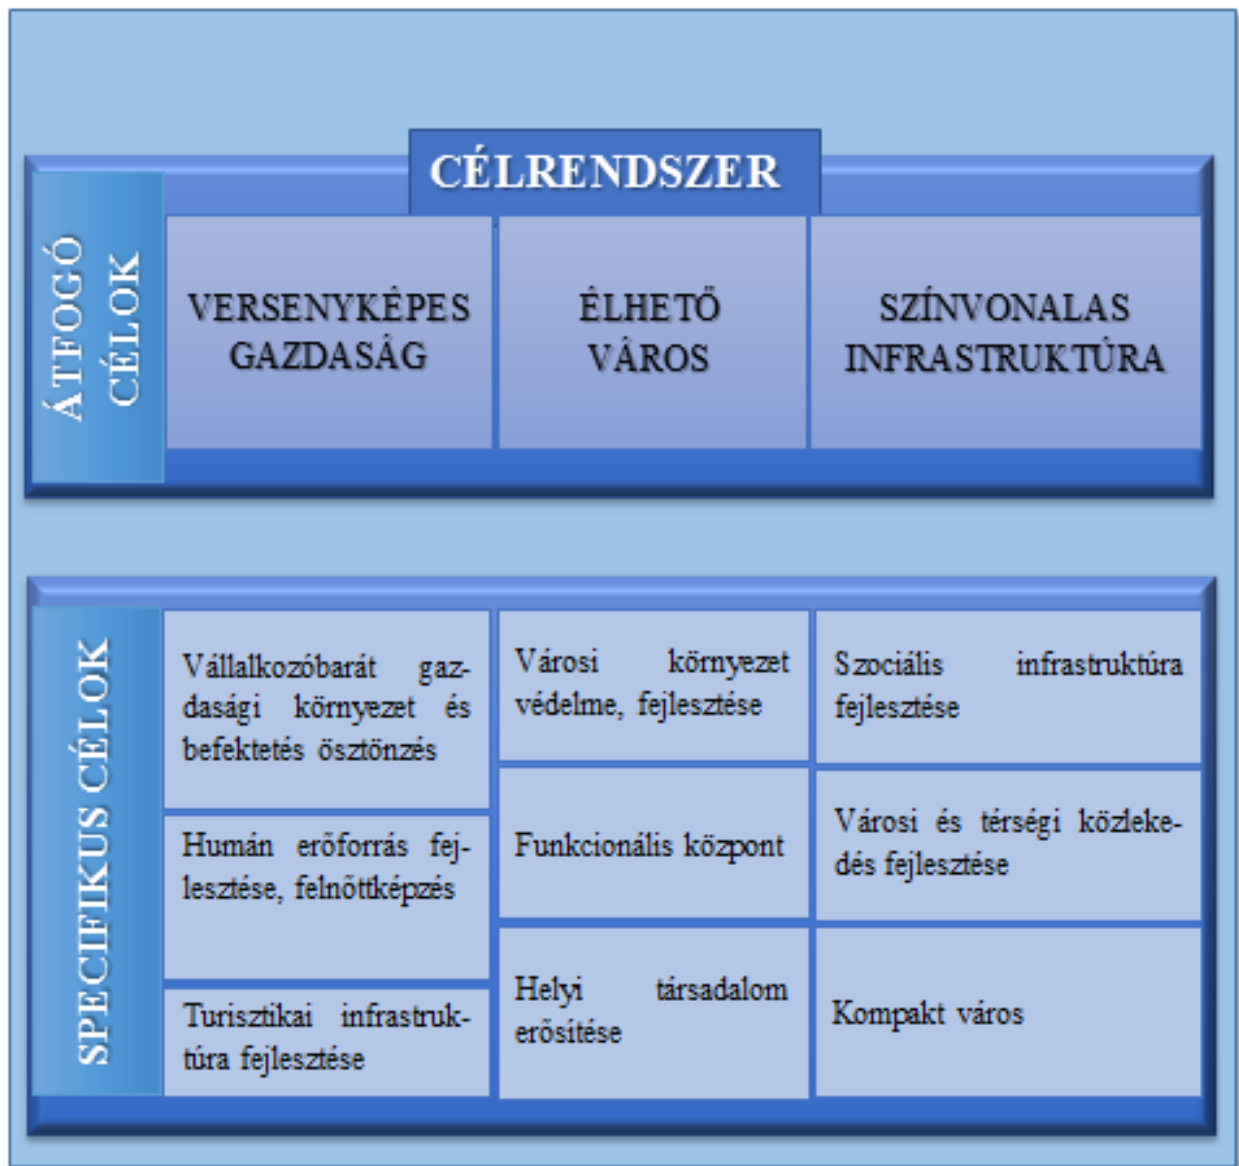 CÉLRENDSZER
ÁTFOGÓ
CÉLOK
VERSENYKÉPES
GAZDASÁG
ÉLHETŐ
VÁROS
SZÍNVONALAS
INFRASTRUKTÚRA
SPECIFIKUS CÉLOK
Vállalkozóbarát gaz-
dasági környezet és
befektetés ösztönzés
Humán erőforrás fej-
lesztése, felnőttképzés
Turisztikai infrastruk-
túra fejlesztése
Városi környezet
védelme, fejlesztése
Funkcionális központ
Helyi társadalom
erősítése
Szociális infrastruktúra
fejlesztése
Városi és térségi közleke-
dés fejlesztése
Kompakt város